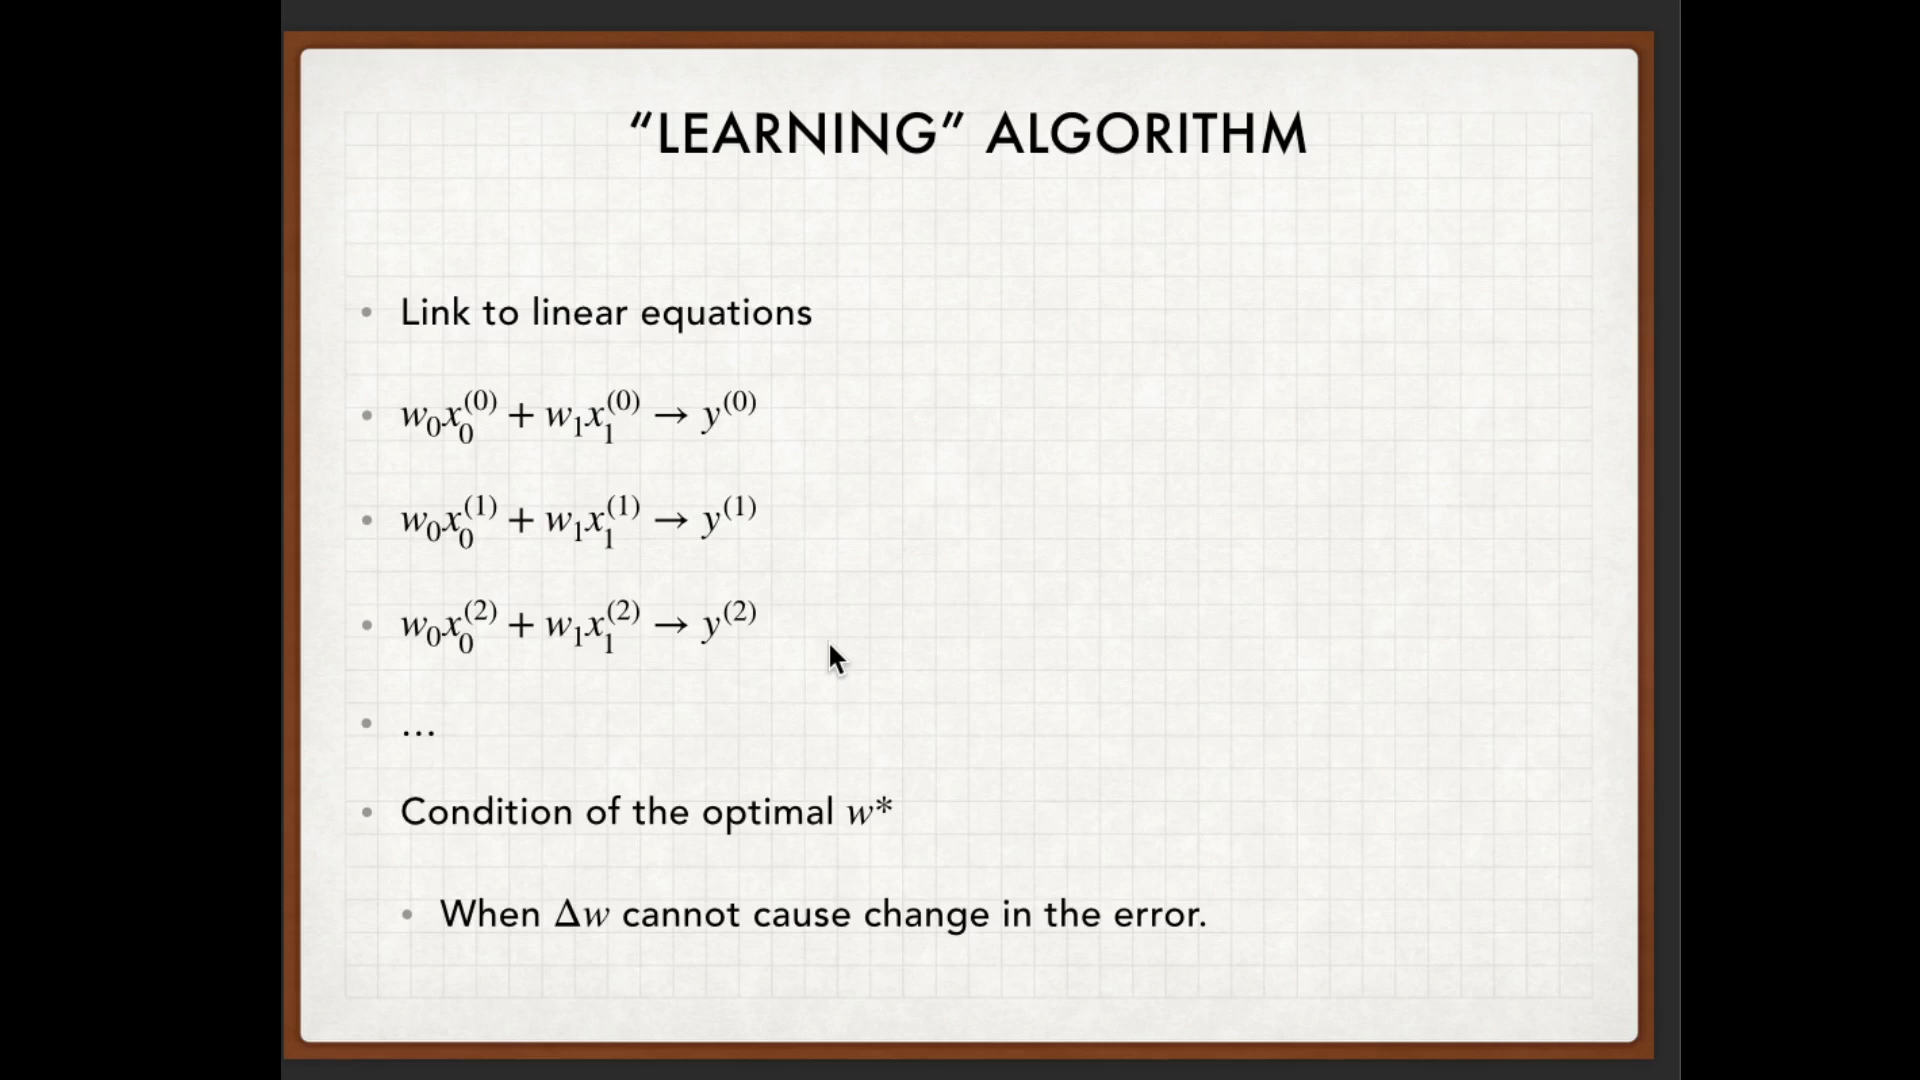 “LEARNING” ALGORITHM
• Link to linear equations
• w₀x₀⁽⁰⁾ + w₁x₁⁽⁰⁾ → y⁽⁰⁾
• w₀x₀⁽¹⁾ + w₁x₁⁽¹⁾ → y⁽¹⁾
• w₀x₀⁽²⁾ + w₁x₁⁽²⁾ → y⁽²⁾
• …
• Condition of the optimal w*
• When Δw cannot cause change in the error.